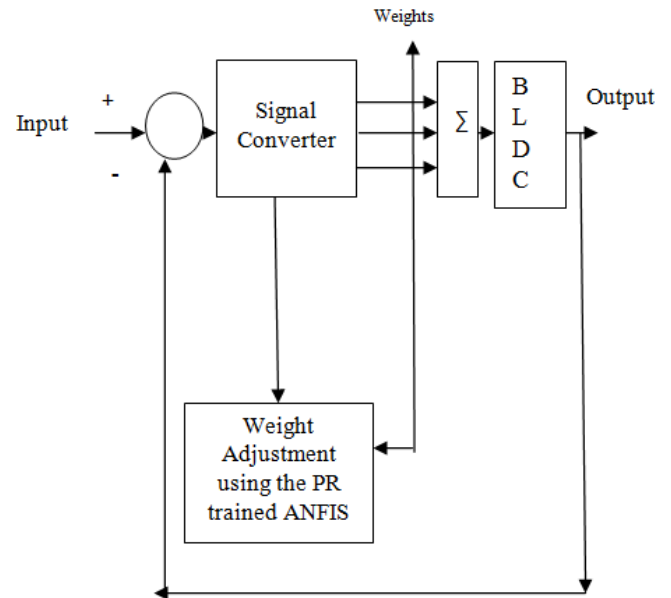 Weights
+
Input
-
Signal
Converter
Σ
B
L
D
C
Output
Weight
Adjustment
using the PR
trained ANFIS